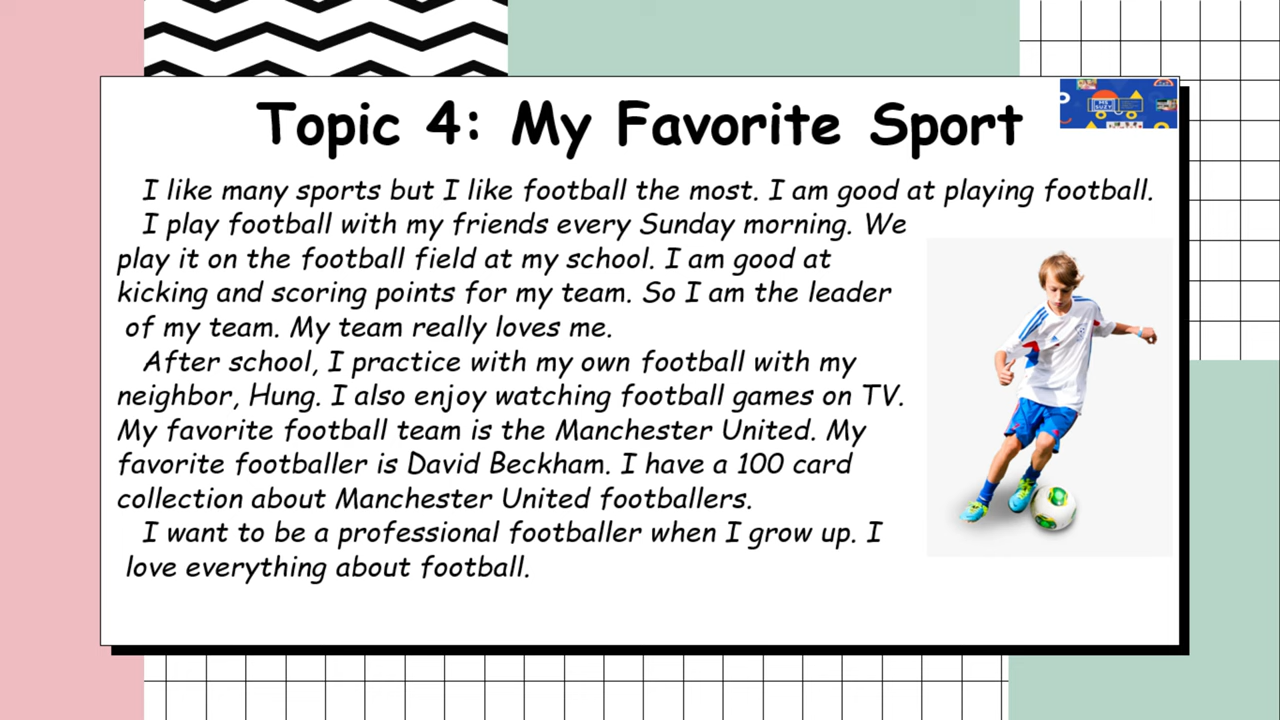 Topic 4: My Favorite Sport
I like many sports but I like football the most. I am good at playing football.
I play football with my friends every Sunday morning. We
play it on the football field at my school. I am good at
kicking and scoring points for my team. So I am the leader
of my team. My team really loves me.
After school, I practice with my own football with my
neighbor, Hung. I also enjoy watching football games on TV.
My favorite football team is the Manchester United. My
favorite footballer is David Beckham. I have a 100 card
collection about Manchester United footballers.
I want to be a professional footballer when I grow up. I
love everything about football.